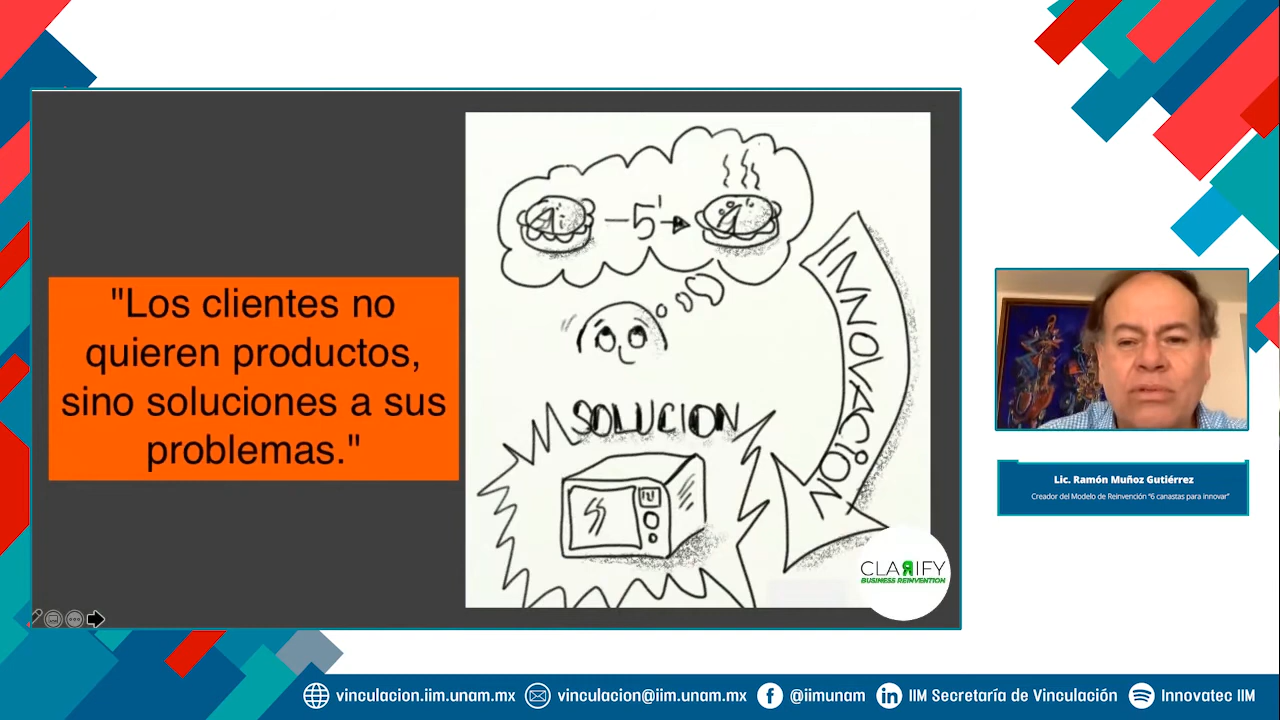 "Los clientes no
quieren productos,
sino soluciones a sus
problemas."
5'
INNOVACIÓN
SOLUCION
CLARIFY
BUSINESS REINVENTION
Lic. Ramón Muñoz Gutiérrez
Creador del Modelo de Reinvención “6 canastas para innovar”
vinculacion.iim.unam.mx
vinculacion@iim.unam.mx
@iimunam
IIM Secretaría de Vinculación
Innovatec IIM